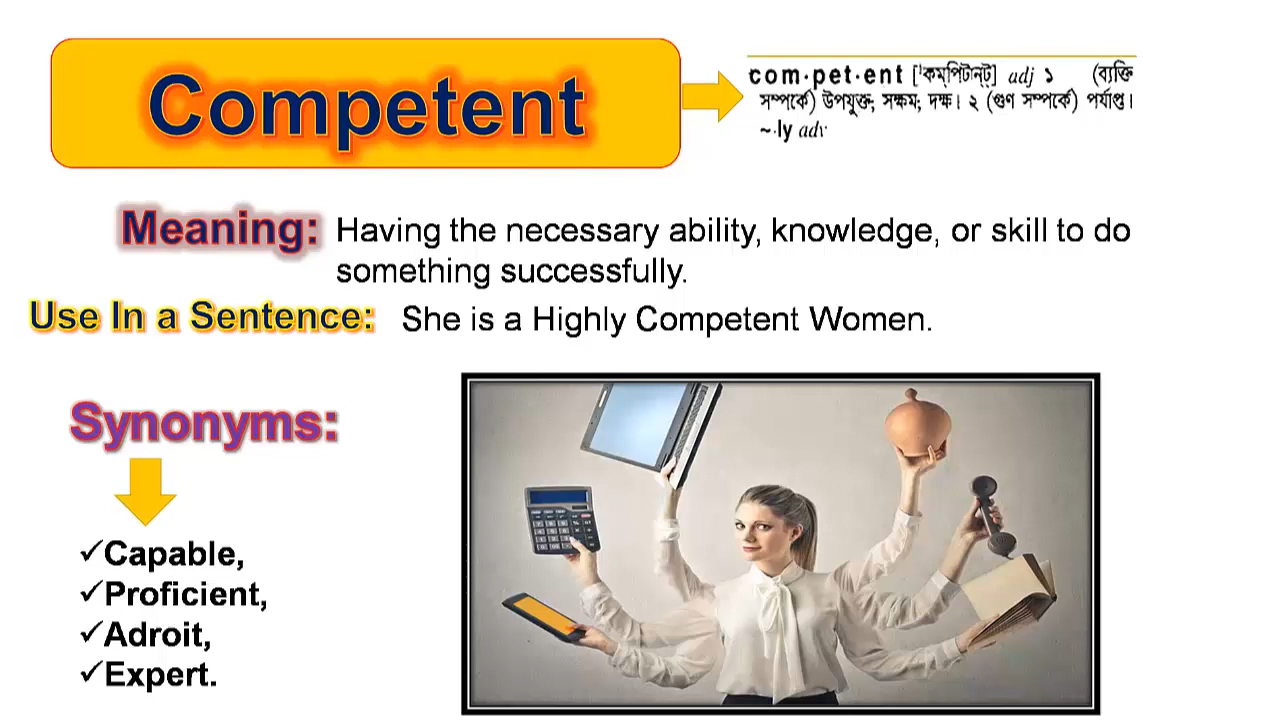 Competent
com·pet·ent ['কম্‌পিটান্ট্] adj ১ (ব্যক্তি
সম্পর্কে) উপযুক্ত; সক্ষম; দক্ষ। ২ (গুণ সম্পর্কে) পর্যাপ্ত।
~·ly adv
Meaning: Having the necessary ability, knowledge, or skill to do
something successfully.
Use In a Sentence: She is a Highly Competent Women.
Synonyms:
✓Capable,
✓Proficient,
✓Adroit,
✓Expert.